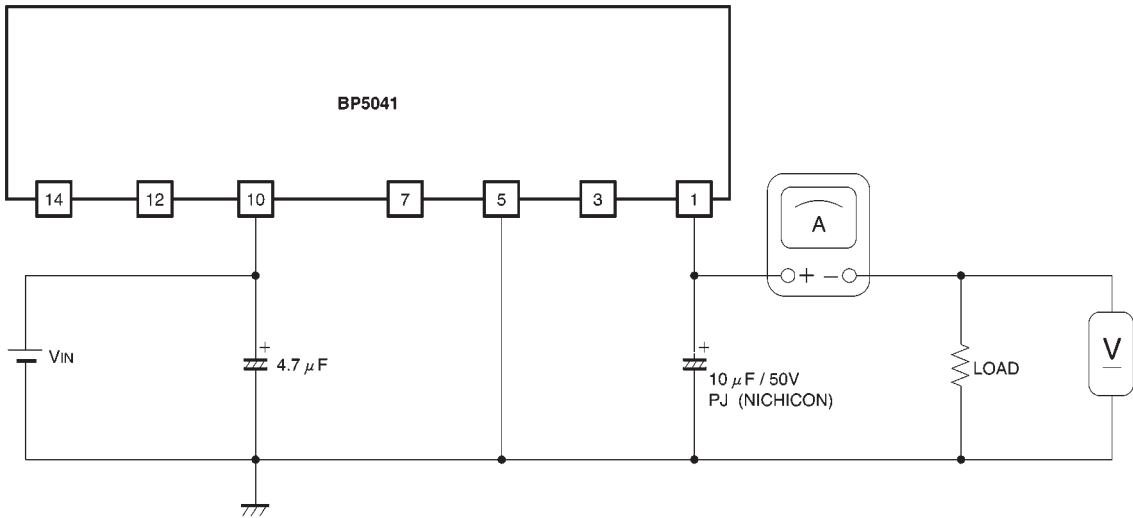 BP5041
14 12 10 7 5 3 1
A
+ −
VIN
+
4.7 μF
+
10 μF / 50V
PJ (NICHICON)
LOAD
V